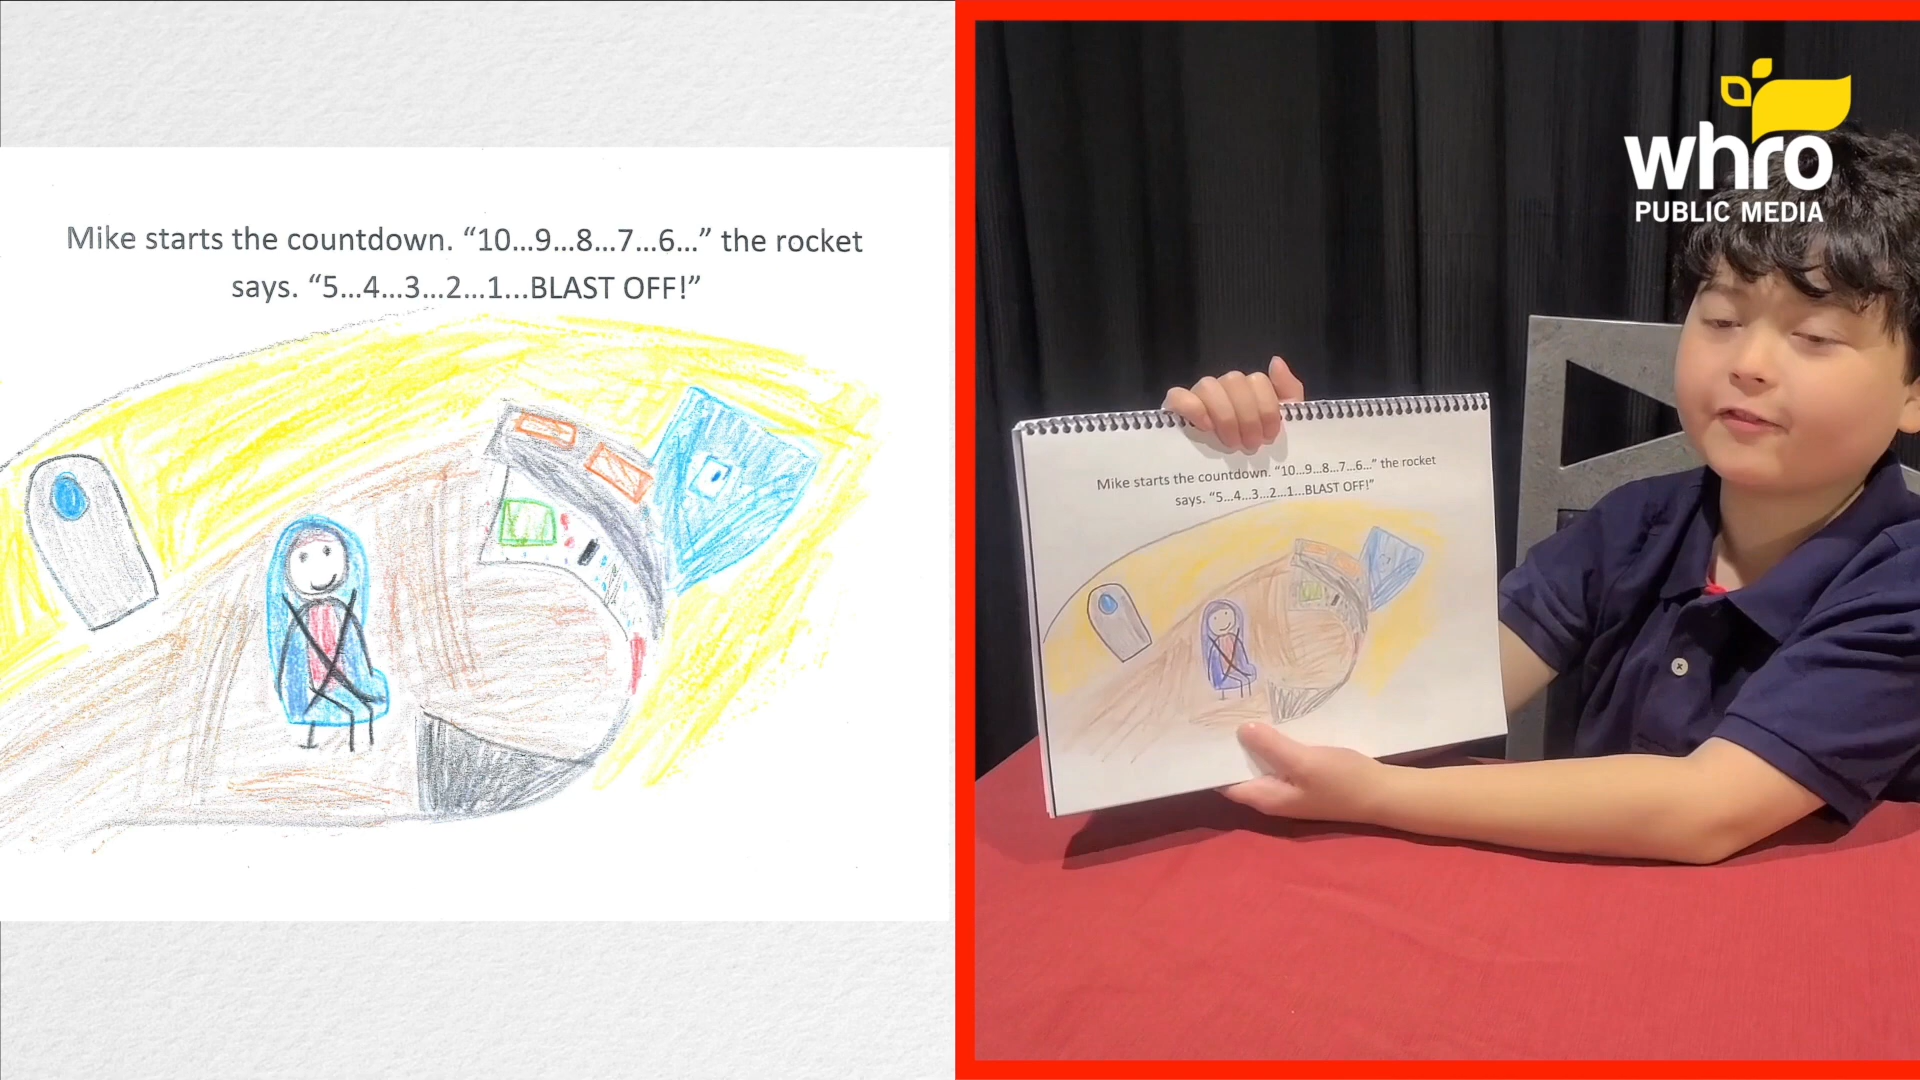 Mike starts the countdown. “10...9...8...7...6...” the rocket
says. “5...4...3...2...1...BLAST OFF!”
whro
PUBLIC MEDIA
Mike starts the countdown. “10...9...8...7...6...” the rocket
says. “5...4...3...2...1...BLAST OFF!”